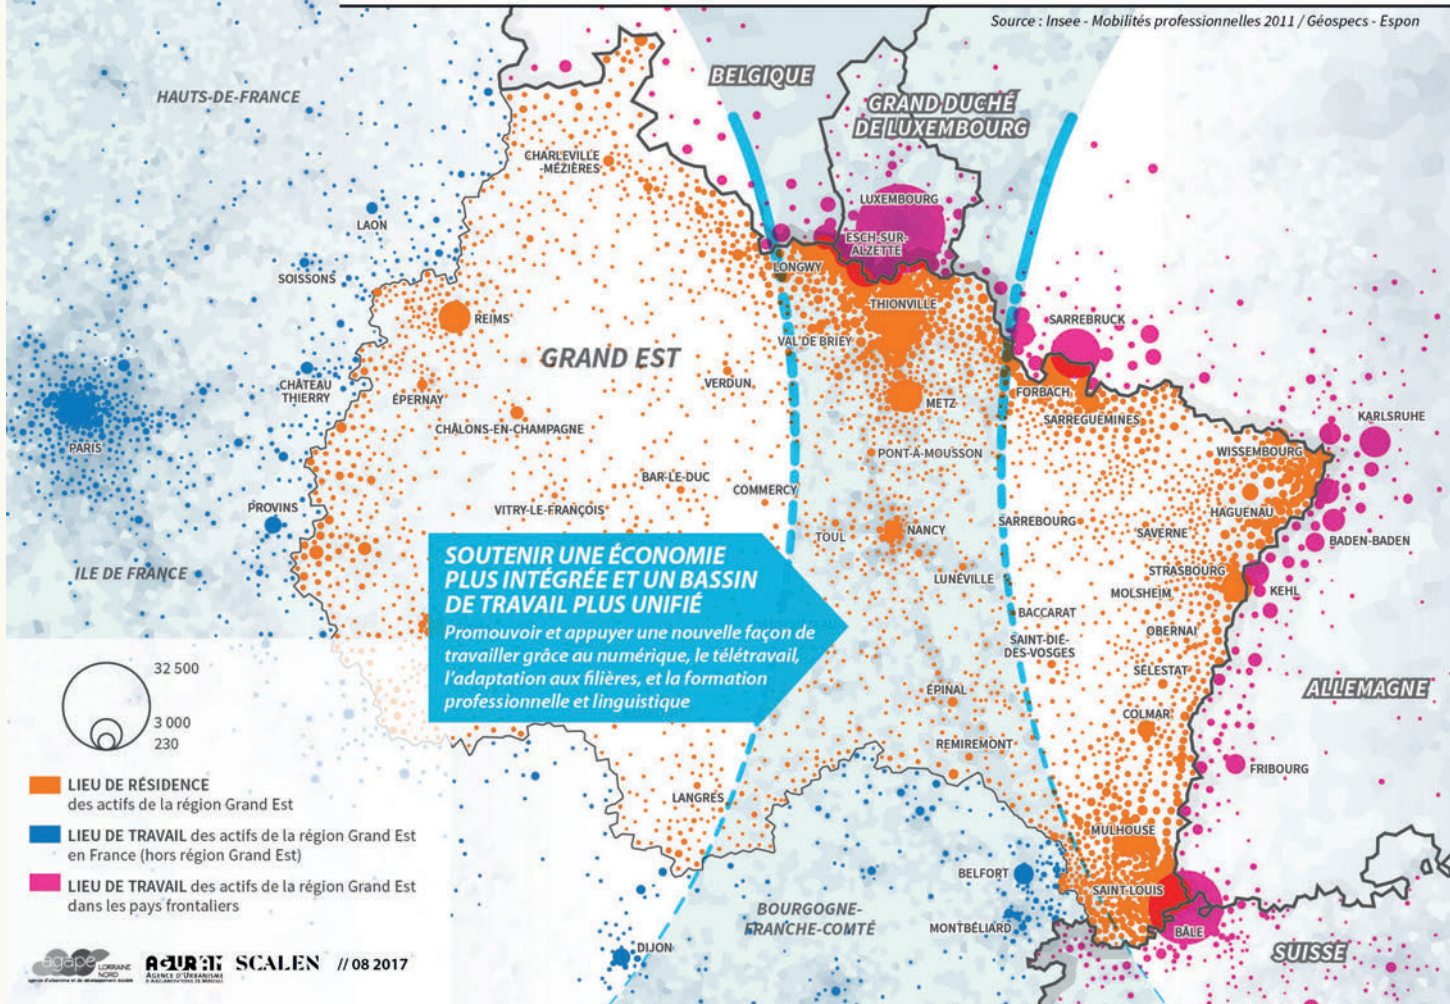 Source : Insee - Mobilités professionnelles 2011 / Géospecs - Espon
BELGIQUE
GRAND DUCHÉ
DE LUXEMBOURG
HAUTS-DE-FRANCE
CHARLEVILLE
-MÉZIÈRES
LUXEMBOURG
LAON
ESCH-SUR-
ALZETTE
LONGWY
SOISSONS
THIONVILLE
REIMS
SARREBRUCK
VAL DE BRIEY
GRAND EST
CHÂTEAU
THIERRY
ÉPERNAY
VERDUN
METZ
FORBACH
SARREGUEMINES
KARLSRUHE
CHÂLONS-EN-CHAMPAGNE
PARIS
PONT-À-MOUSSON
WISSEMBOURG
BAR-LE-DUC
COMMERCY
PROVINS
VITRY-LE-FRANÇOIS
HAGUENAU
SARREBOURG
SAVERNE
TOUL
NANCY
BADEN-BADEN
ILE DE FRANCE
STRASBOURG
LUNÉVILLE
MOLSHEIM
KEHL
BACCARAT
OBERNAI
SAINT-DIÉ-
DES-VOSGES
SÉLESTAT
ÉPINAL
ALLEMAGNE
COLMAR
REMIREMONT
FRIBOURG
LANGRES
MULHOUSE
BELFORT
SAINT LOUIS
BOURGOGNE-
FRANCHE-COMTÉ
MONTBÉLIARD
BÂLE
DIJON
SUISSE
SOUTENIR UNE ÉCONOMIE
PLUS INTÉGRÉE ET UN BASSIN
DE TRAVAIL PLUS UNIFIÉ
Promouvoir et appuyer une nouvelle façon de
travailler grâce au numérique, le télétravail,
l'adaptation aux filières, et la formation
professionnelle et linguistique
32 500
3 000
230
LIEU DE RÉSIDENCE
des actifs de la région Grand Est
LIEU DE TRAVAIL des actifs de la région Grand Est
en France (hors région Grand Est)
LIEU DE TRAVAIL des actifs de la région Grand Est
dans les pays frontaliers
agape LORRAINE
NORD
AGURAM
AGENCE D'URBANISME
SCALEN // 08 2017